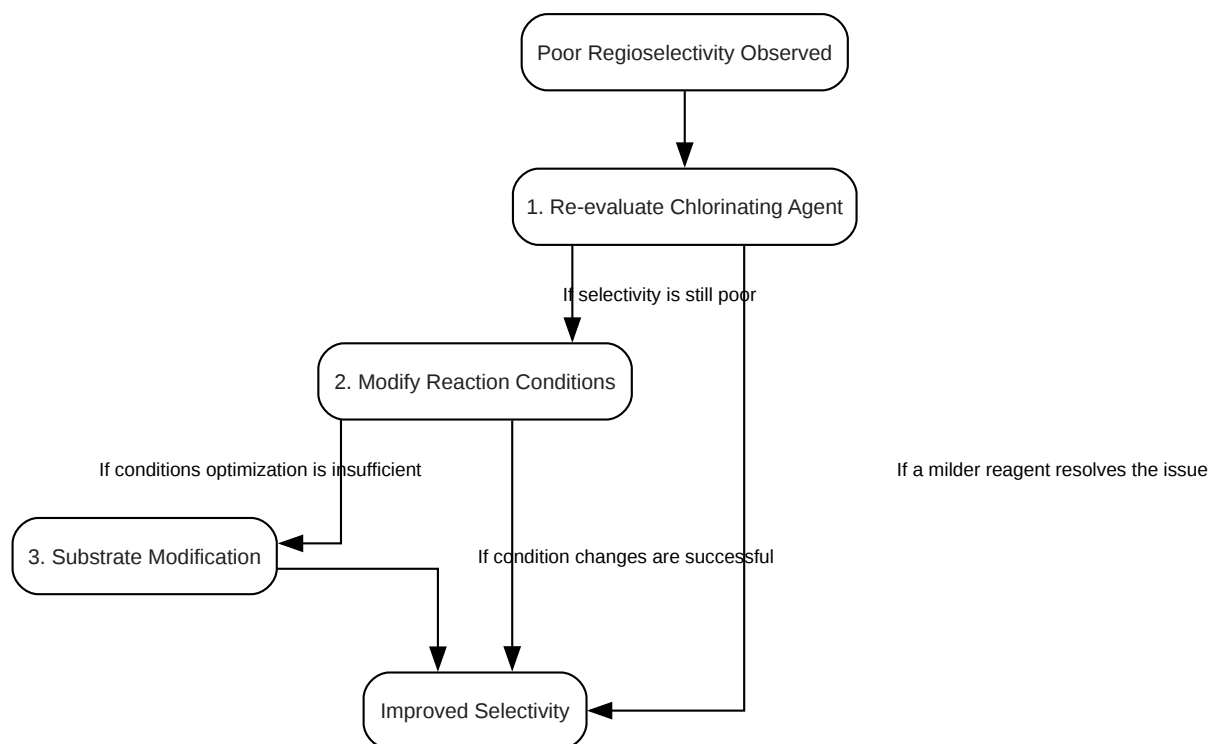 Poor Regioselectivity Observed
1. Re-evaluate Chlorinating Agent
If selectivity is still poor
2. Modify Reaction Conditions
If conditions optimization is insufficient
If a milder reagent resolves the issue
3. Substrate Modification
If condition changes are successful
Improved Selectivity